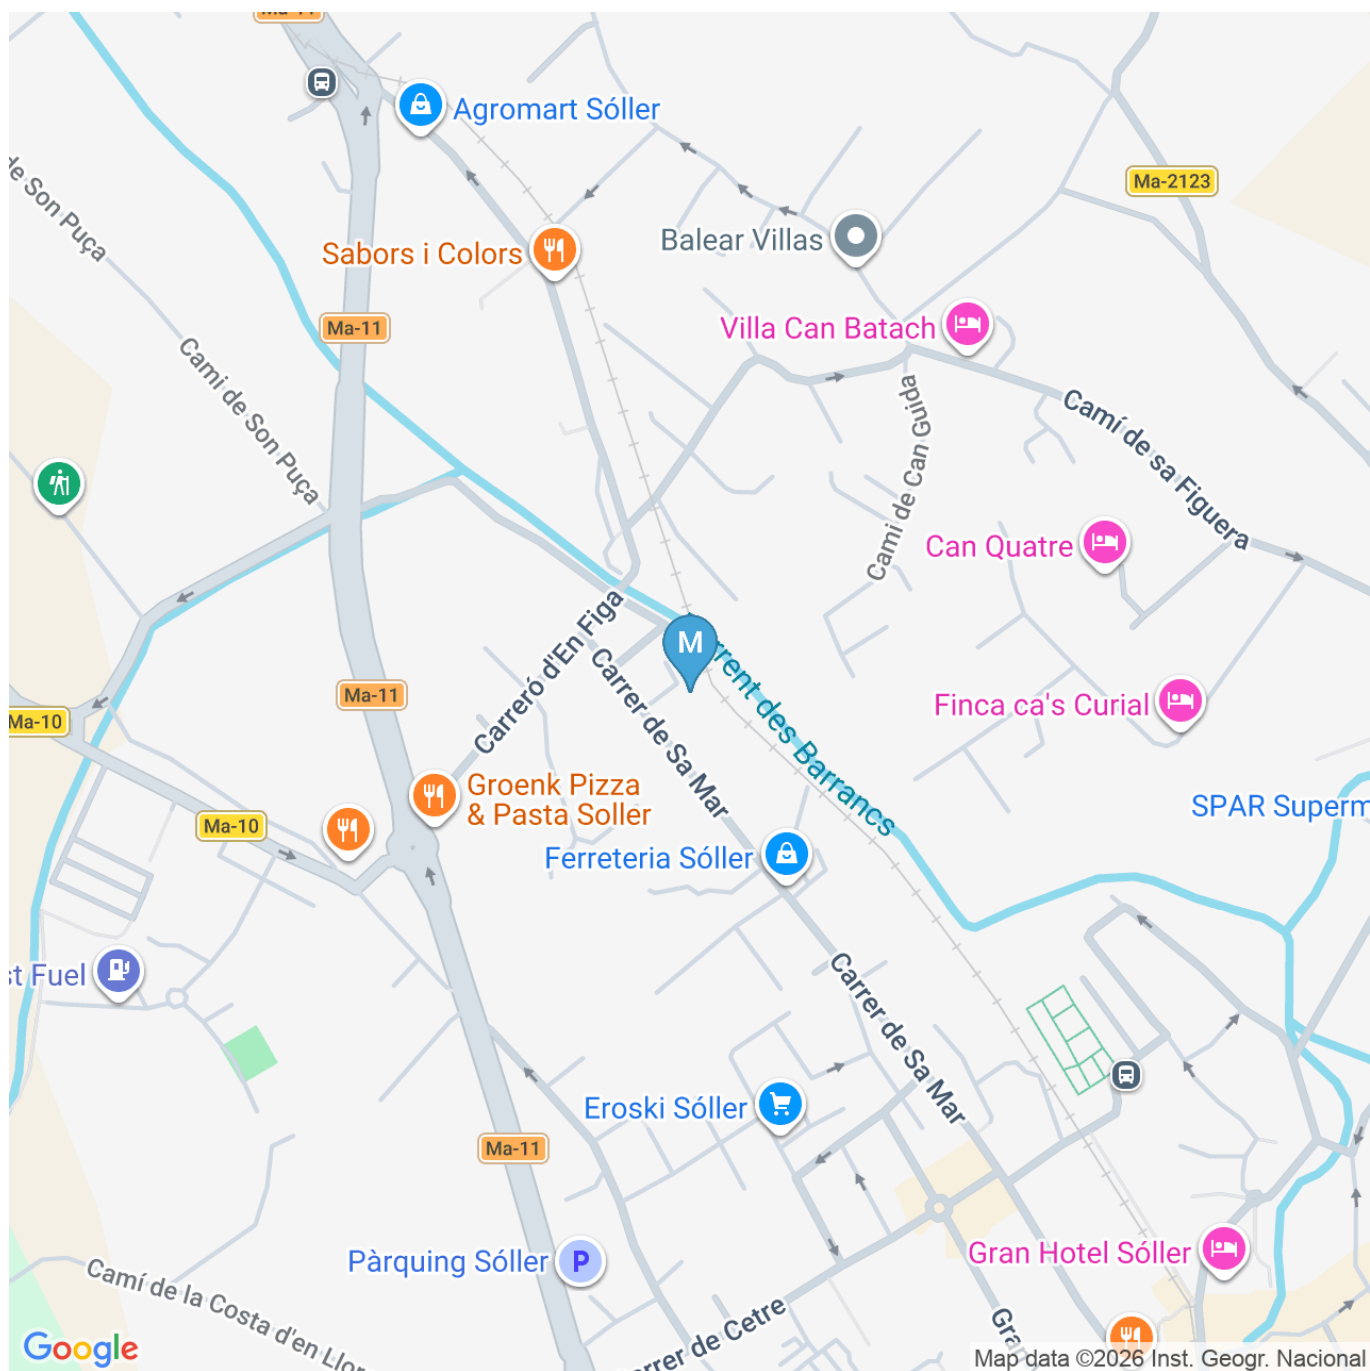 Ma-11
Agromart Sóller
Ma-2123
de Son Puça
Balear Villas
Sabors i Colors
Villa Can Batach
Ma-11
Cami de Son Puça
Cami de Can Guida
Camí de sa Figuera
Can Quatre
Carreró d'En Figa
M
Carrer de Sa Mar
rrent des Barrancs
Finca ca's Curial
Ma-11
Ma-10
Groenk Pizza
& Pasta Soller
SPAR Superm
Ma-10
Ferreteria Sóller
st Fuel
Carrer de Sa Mar
Eroski Sóller
Ma-11
Pàrquing Sóller
P
Gran Hotel Sóller
Camí de la Costa d'en Llor
rrer de Cetre
Gra
Google
Map data ©2026 Inst. Geogr. Nacional